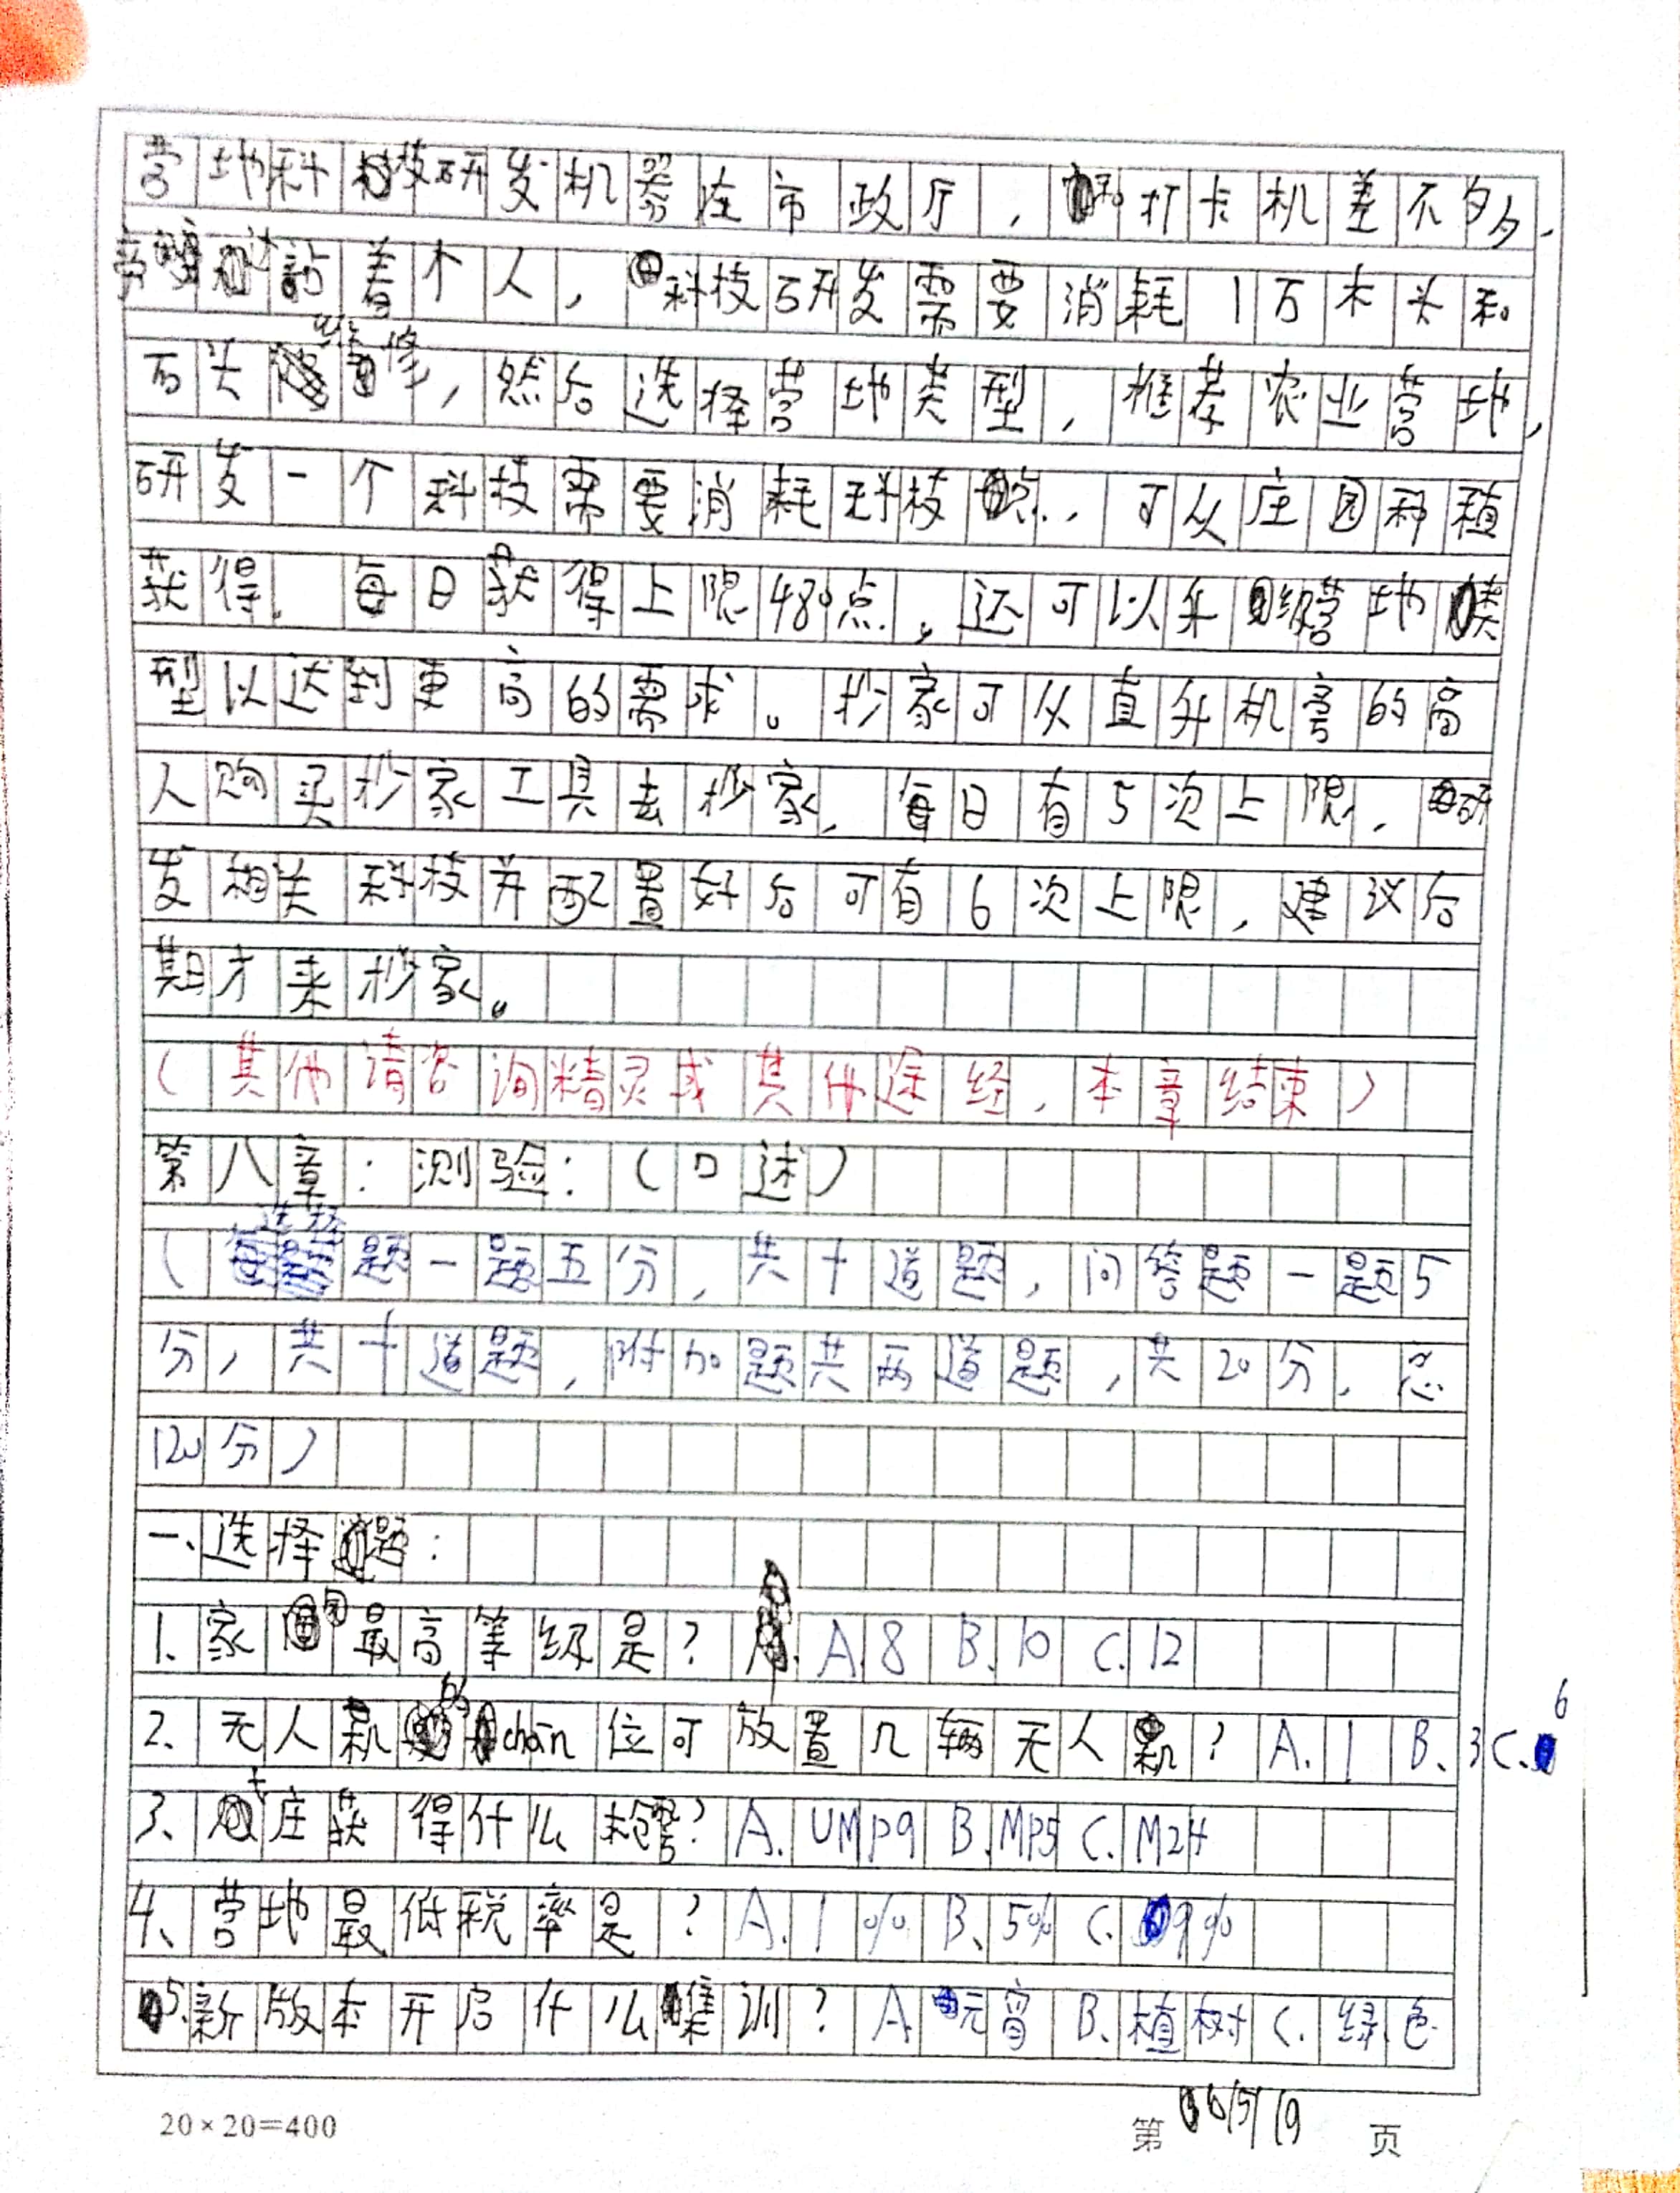 营地科技研发机器在市政厅，和打卡机差不多，
旁边站着个人，科技研发需要消耗1万木头和
石头维修，然后选择营地类型，推荐农业营地，
研发一个科技需要消耗科技点，可从庄园种植
获得。每日获得上限480点，还可以升级营地类
型以达到更高的需求。抄家可从直升机旁的商
人购买抄家工具去抄家，每日有5次上限，研
发相关科技并配置好后可有6次上限，建议后
期才来抄家。
（其他请咨询精灵或其他途经，本章结束）
第八章：测验：（口述）
（选择题一题五分，共十道题，问答题一题5
分，共十道题，附加题共两道题，共20分，总
120分）
一、选择题：
1、家园最高等级是？ A.8 B.10 C.12
2、无人机的chǎn位可放置几辆无人机？A.1 B、3 C.6
3、庄获得什么枪？A.UMP9 B.MP5 C.M24
4、营地最低税率是？A.1% B、5% C.9%
5、新版本开启什么集训？A.元宵 B、植树 C.绿色
20×20=400
第 6/5/19 页